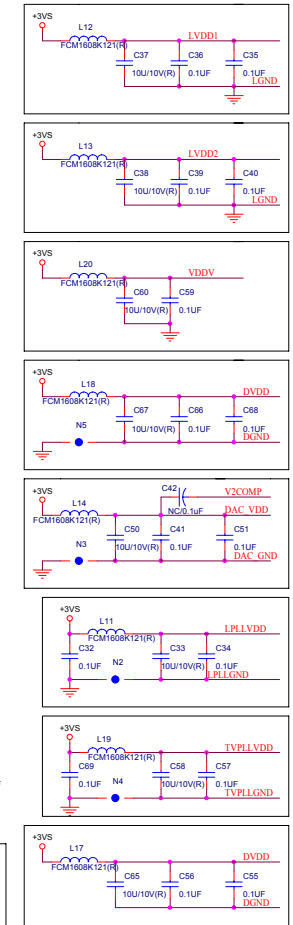 +3VS
L12
LVDD1
FCM1608K121(R)
C37
C36
C35
10U/10V(R)
0.1UF
0.1UF
LGND
+3VS
L13
LVDD2
FCM1608K121(R)
C38
C39
C40
10U/10V(R)
0.1UF
0.1UF
LGND
+3VS
L20
VDDV
FCM1608K121(R)
C60
C59
10U/10V(R)
0.1UF
+3VS
L18
DVDD
FCM1608K121(R)
C67
C66
C68
N5
10U/10V(R)
0.1UF
0.1UF
DGND
+3VS
C42
V2COMP
L14
NC/0.1uF
DAC_VDD
FCM1608K121(R)
C50
C41
C51
N3
10U/10V(R)
0.1UF
0.1UF
DAC_GND
+3VS
L11
LPLLVDD
FCM1608K121(R)
C32
C33
C34
N2
0.1UF
10U/10V(R)
0.1UF
LPLLGND
+3VS
L19
TVPLLVDD
FCM1608K121(R)
C69
C58
C57
0.1UF
N4
10U/10V(R)
0.1UF
TVPLLGND
+3VS
L17
DVDD
FCM1608K121(R)
C65
C56
C55
10U/10V(R)
0.1UF
0.1UF
DGND